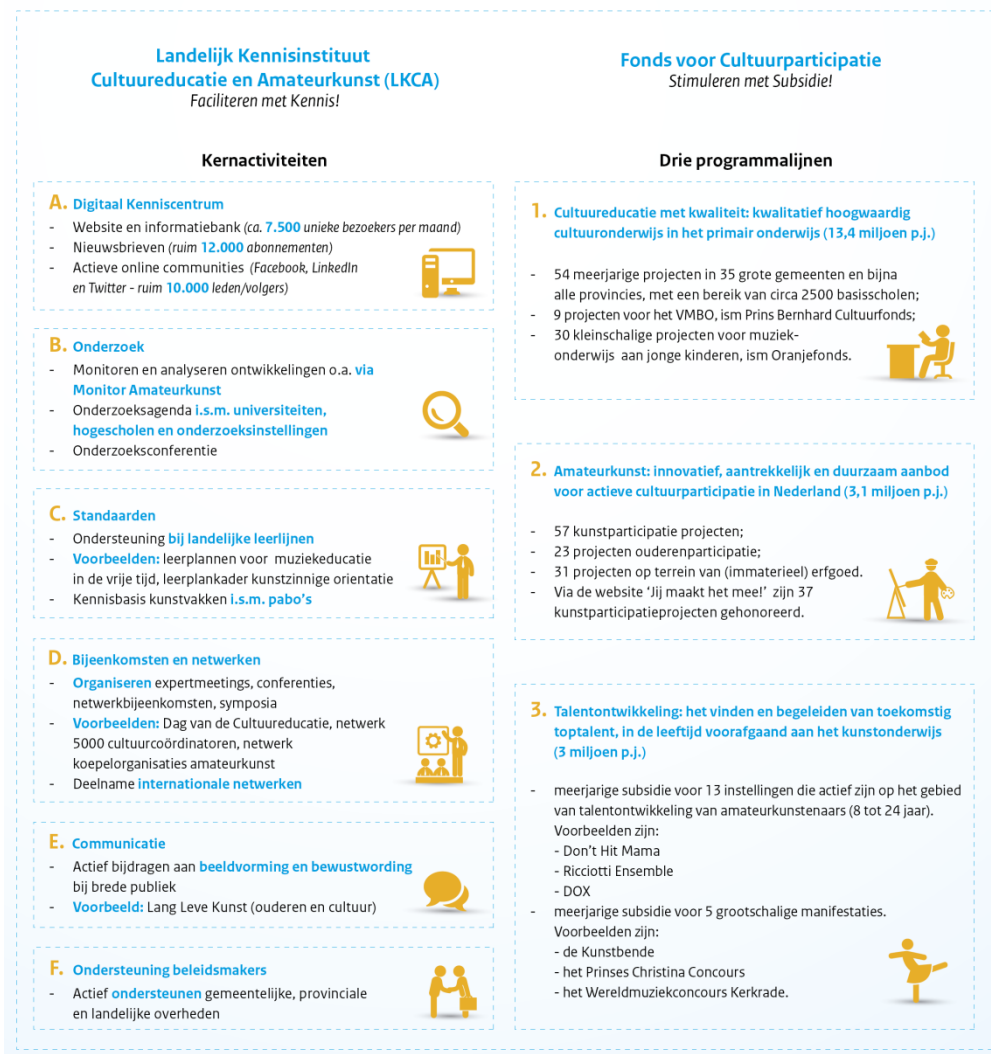 Landelijk Kennisinstituut
Cultuureducatie en Amateurkunst (LKCA)
Faciliteren met Kennis!
Kernactiviteiten
A. Digitaal Kenniscentrum
- Website en informatiebank (ca. 7.500 unieke bezoekers per maand)
- Nieuwsbrieven (ruim 12.000 abonnementen)
- Actieve online communities (Facebook, LinkedIn
en Twitter - ruim 10.000 leden/volgers)
B. Onderzoek
- Monitoren en analyseren ontwikkelingen o.a. via
Monitor Amateurkunst
- Onderzoeksagenda i.s.m. universiteiten,
hogescholen en onderzoeksinstellingen
- Onderzoeksconferentie
C. Standaarden
- Ondersteuning bij landelijke leerlijnen
- Voorbeelden: leerplannen voor muziekeducatie
in de vrije tijd, leerplankader kunstzinnige orientatie
- Kennisbasis kunstvakken i.s.m. pabo's
D. Bijeenkomsten en netwerken
- Organiseren expertmeetings, conferenties,
netwerkbijeenkomsten, symposia
- Voorbeelden: Dag van de Cultuureducatie, netwerk
5000 cultuurcoördinatoren, netwerk
koepelorganisaties amateurkunst
- Deelname internationale netwerken
E. Communicatie
- Actief bijdragen aan beeldvorming en bewustwording
bij brede publiek
- Voorbeeld: Lang Leve Kunst (ouderen en cultuur)
F. Ondersteuning beleidsmakers
- Actief ondersteunen gemeentelijke, provinciale
en landelijke overheden
Fonds voor Cultuurparticipatie
Stimuleren met Subsidie!
Drie programmalijnen
1. Cultuureducatie met kwaliteit: kwalitatief hoogwaardig
cultuuronderwijs in het primair onderwijs (13,4 miljoen p.j.)
- 54 meerjarige projecten in 35 grote gemeenten en bijna
alle provincies, met een bereik van circa 2500 basisscholen;
- 9 projecten voor het VMBO, ism Prins Bernhard Cultuurfonds;
- 30 kleinschalige projecten voor muziek-
onderwijs aan jonge kinderen, ism Oranjefonds.
2. Amateurkunst: innovatief, aantrekkelijk en duurzaam aanbod
voor actieve cultuurparticipatie in Nederland (3,1 miljoen p.j.)
- 57 kunstparticipatie projecten;
- 23 projecten ouderenparticipatie;
- 31 projecten op terrein van (immaterieel) erfgoed.
- Via de website 'Jij maakt het mee!' zijn 37
kunstparticipatieprojecten gehonoreerd.
3. Talentontwikkeling: het vinden en begeleiden van toekomstig
toptalent, in de leeftijd voorafgaand aan het kunstonderwijs
(3 miljoen p.j.)
- meerjarige subsidie voor 13 instellingen die actief zijn op het gebied
van talentontwikkeling van amateurkunstenaars (8 tot 24 jaar).
Voorbeelden zijn:
- Don't Hit Mama
- Ricciotti Ensemble
- DOX
- meerjarige subsidie voor 5 grootschalige manifestaties.
Voorbeelden zijn:
- de Kunstbende
- het Prinses Christina Concours
- het Wereldmuziekconcours Kerkrade.